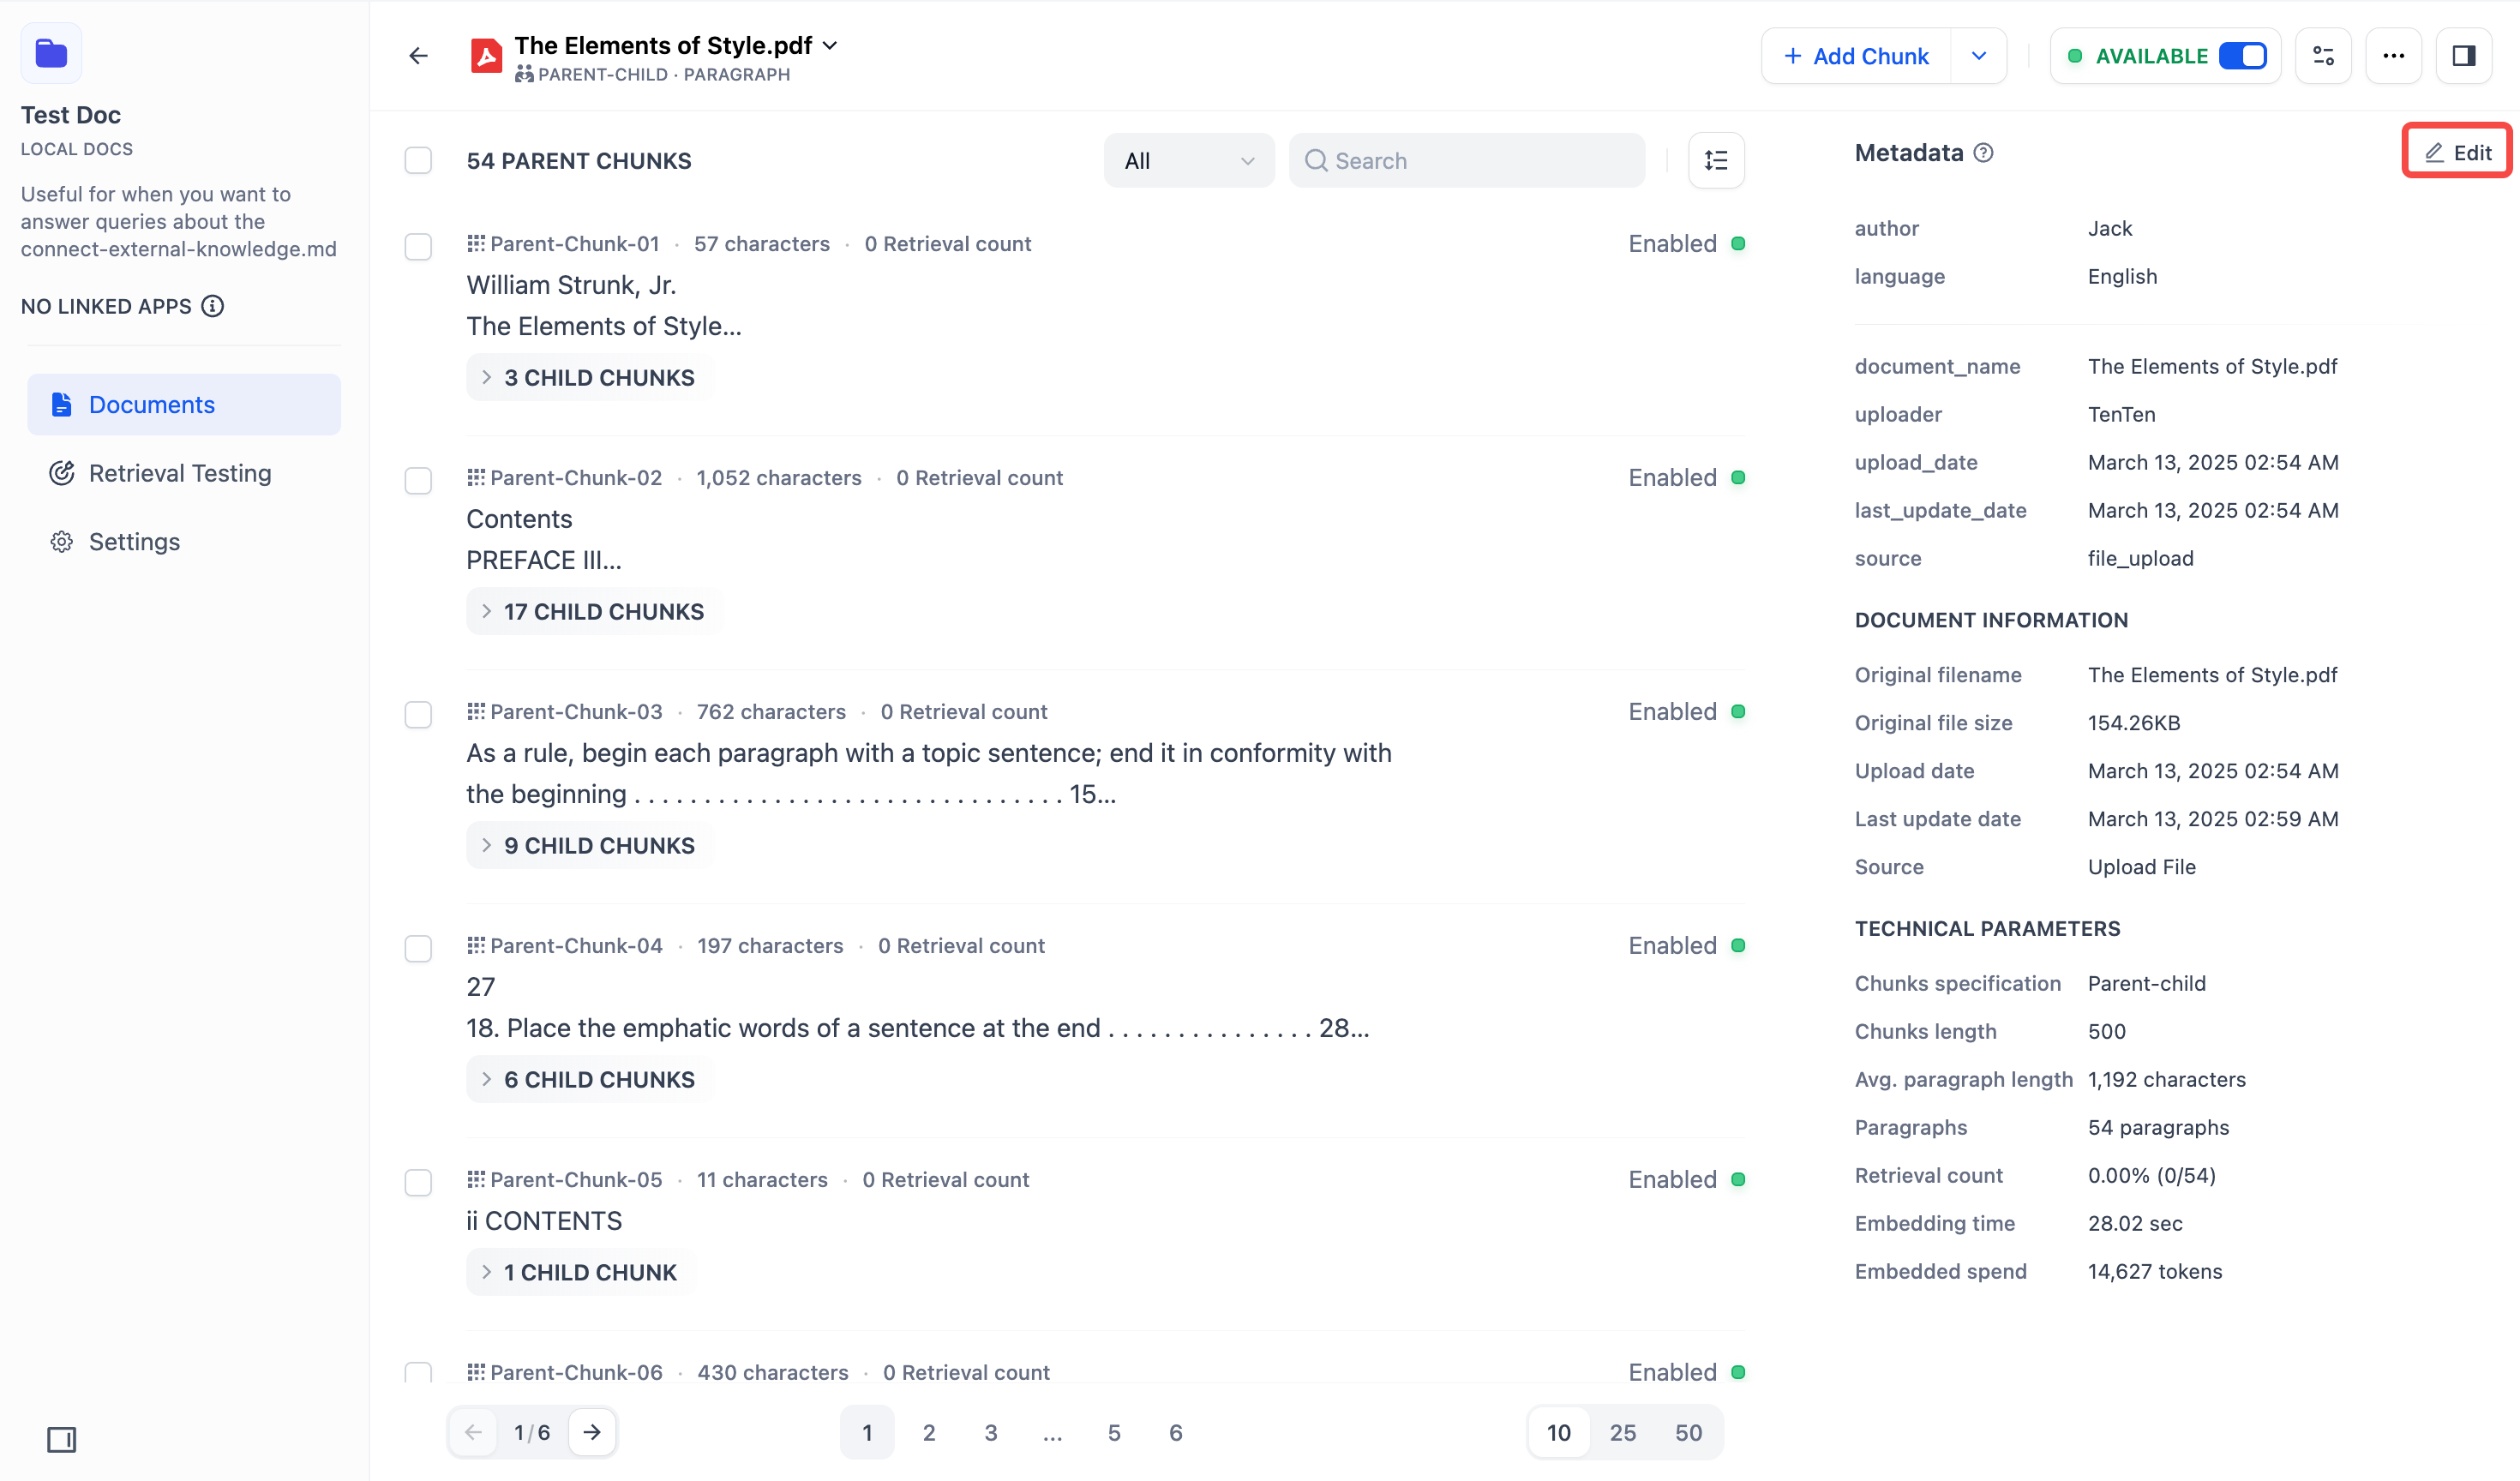 Test Doc
LOCAL DOCS
Useful for when you want to
answer queries about the
connect-external-knowledge.md
NO LINKED APPS
Documents
Retrieval Testing
Settings
The Elements of Style.pdf
PARENT-CHILD · PARAGRAPH
+ Add Chunk
AVAILABLE
54 PARENT CHUNKS
All
Search
Parent-Chunk-01 · 57 characters · 0 Retrieval count
Enabled
William Strunk, Jr.
The Elements of Style...
3 CHILD CHUNKS
Parent-Chunk-02 · 1,052 characters · 0 Retrieval count
Enabled
Contents
PREFACE III...
17 CHILD CHUNKS
Parent-Chunk-03 · 762 characters · 0 Retrieval count
Enabled
As a rule, begin each paragraph with a topic sentence; end it in conformity with
the beginning . . . . . . . . . . . . . . . . . . . . . . . . . . . . . . . 15...
9 CHILD CHUNKS
Parent-Chunk-04 · 197 characters · 0 Retrieval count
Enabled
27
18. Place the emphatic words of a sentence at the end . . . . . . . . . . . . . . . 28...
6 CHILD CHUNKS
Parent-Chunk-05 · 11 characters · 0 Retrieval count
Enabled
ii CONTENTS
1 CHILD CHUNK
Parent-Chunk-06 · 430 characters · 0 Retrieval count
Enabled
1/6
1 2 3 ... 5 6
10 25 50
Metadata
Edit
author Jack
language English
document_name The Elements of Style.pdf
uploader TenTen
upload_date March 13, 2025 02:54 AM
last_update_date March 13, 2025 02:54 AM
source file_upload
DOCUMENT INFORMATION
Original filename The Elements of Style.pdf
Original file size 154.26KB
Upload date March 13, 2025 02:54 AM
Last update date March 13, 2025 02:59 AM
Source Upload File
TECHNICAL PARAMETERS
Chunks specification Parent-child
Chunks length 500
Avg. paragraph length 1,192 characters
Paragraphs 54 paragraphs
Retrieval count 0.00% (0/54)
Embedding time 28.02 sec
Embedded spend 14,627 tokens